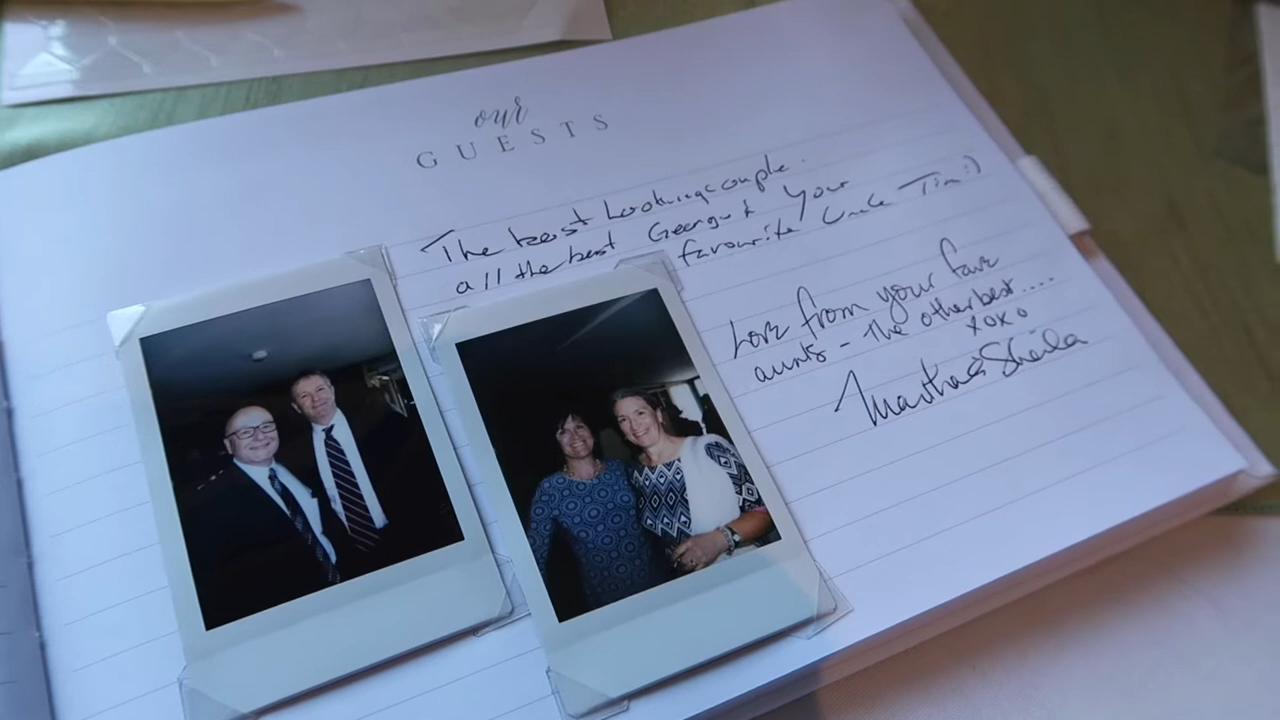 our
GUESTS
The best Looking couple.
all the best George & Your
favourite Uncle Tim :)
Love from your fave
aunts - The other best....
xoxo
Martha & Sheila